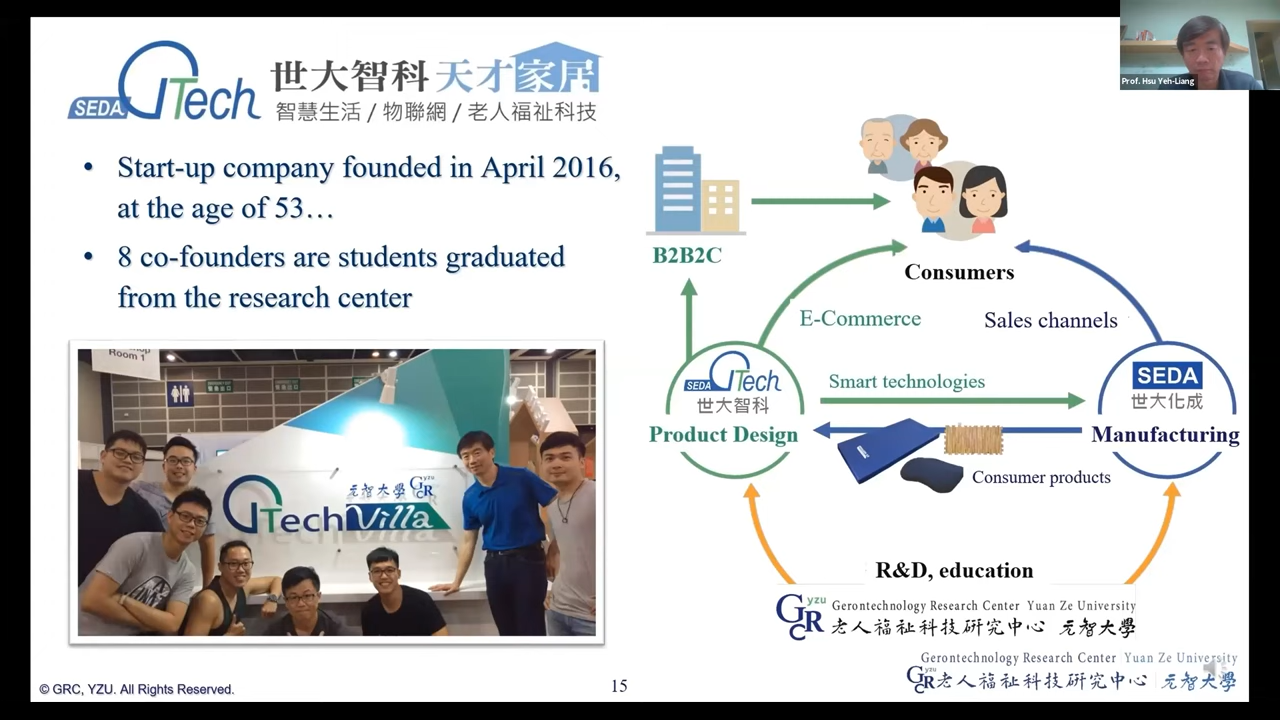 Prof. Hsu Yeh-Liang
SEDA GTech
世大智科 天才家居
智慧生活 / 物聯網 / 老人福祉科技
• Start-up company founded in April 2016,
at the age of 53…
• 8 co-founders are students graduated
from the research center
Room 1
元智大學 GRC yzu
GTech Villa
B2B2C
Consumers
E-Commerce
Sales channels
SEDA GTech
世大智科
Product Design
Smart technologies
SEDA
世大化成
Manufacturing
Consumer products
R&D, education
GRC yzu Gerontechnology Research Center Yuan Ze University
老人福祉科技研究中心 元智大學
Gerontechnology Research Center Yuan Ze University
GRC yzu 老人福祉科技研究中心 元智大學
© GRC, YZU. All Rights Reserved.
15